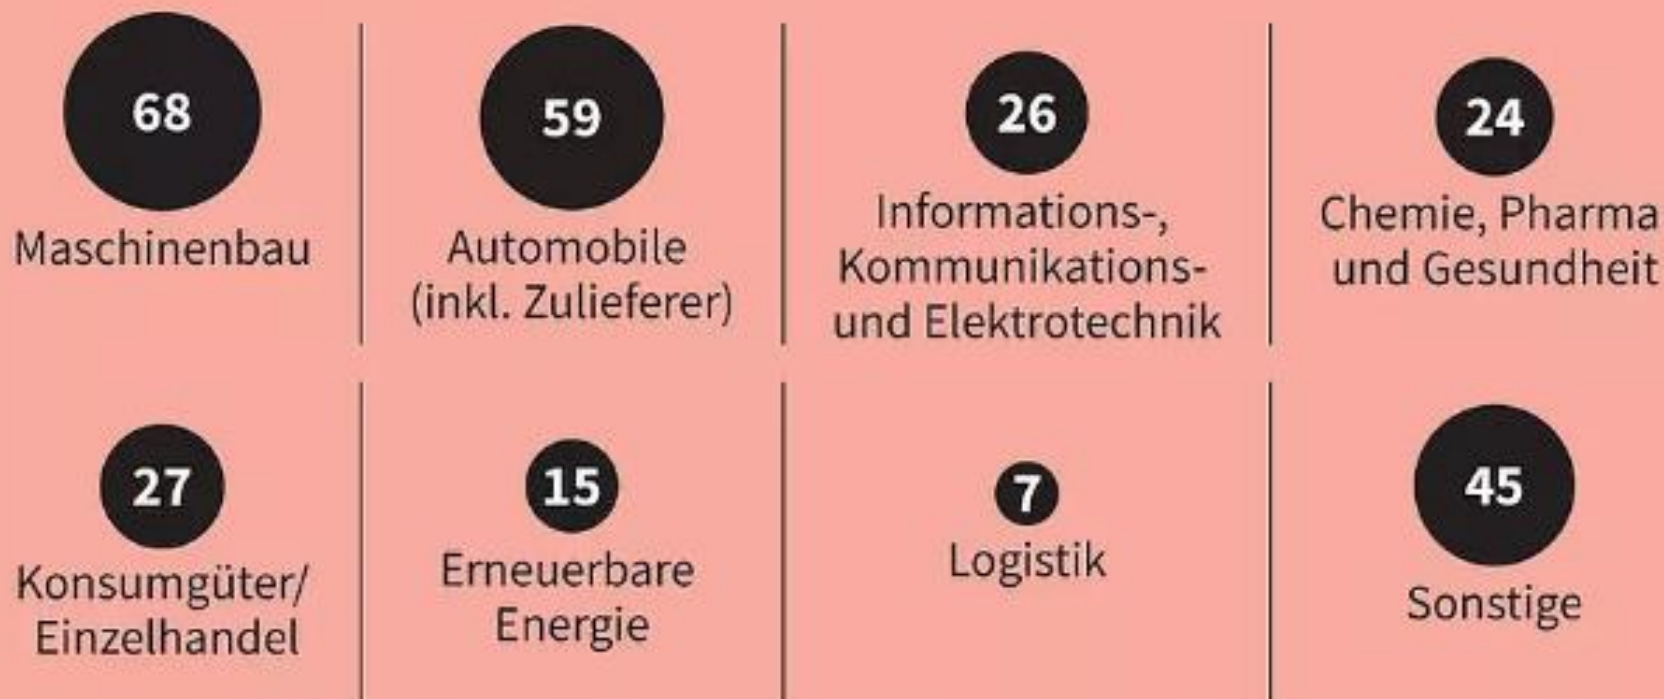 68
Maschinenbau
59
Automobile
(inkl. Zulieferer)
26
Informations-,
Kommunikations-
und Elektrotechnik
24
Chemie, Pharma
und Gesundheit
27
Konsumgüter/
Einzelhandel
15
Erneuerbare
Energie
7
Logistik
45
Sonstige